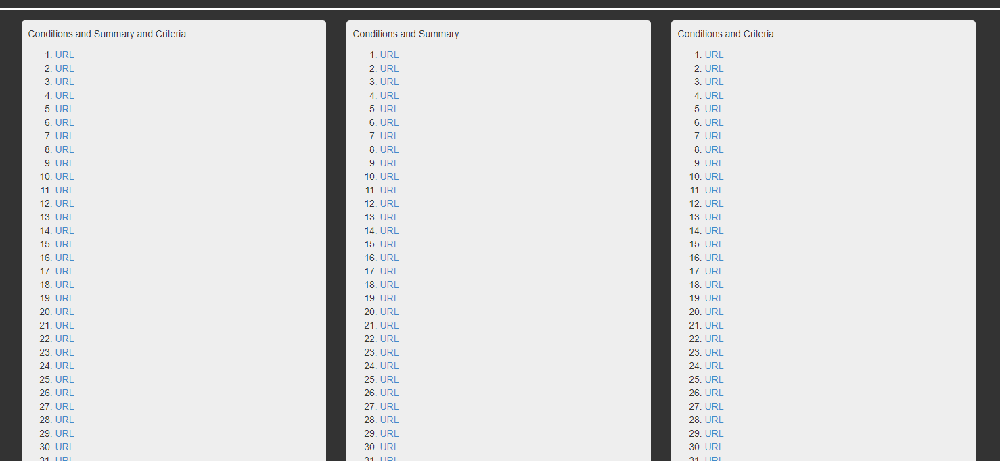 Conditions and Summary and Criteria
1. URL
2. URL
3. URL
4. URL
5. URL
6. URL
7. URL
8. URL
9. URL
10. URL
11. URL
12. URL
13. URL
14. URL
15. URL
16. URL
17. URL
18. URL
19. URL
20. URL
21. URL
22. URL
23. URL
24. URL
25. URL
26. URL
27. URL
28. URL
29. URL
30. URL
31. URL
Conditions and Summary
1. URL
2. URL
3. URL
4. URL
5. URL
6. URL
7. URL
8. URL
9. URL
10. URL
11. URL
12. URL
13. URL
14. URL
15. URL
16. URL
17. URL
18. URL
19. URL
20. URL
21. URL
22. URL
23. URL
24. URL
25. URL
26. URL
27. URL
28. URL
29. URL
30. URL
31. URL
Conditions and Criteria
1. URL
2. URL
3. URL
4. URL
5. URL
6. URL
7. URL
8. URL
9. URL
10. URL
11. URL
12. URL
13. URL
14. URL
15. URL
16. URL
17. URL
18. URL
19. URL
20. URL
21. URL
22. URL
23. URL
24. URL
25. URL
26. URL
27. URL
28. URL
29. URL
30. URL
31. URL